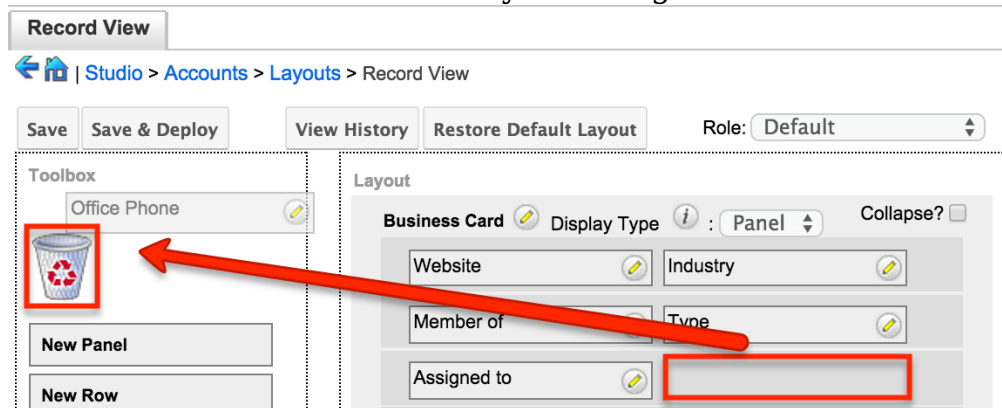 Record View
| Studio > Accounts > Layouts > Record View
Save Save & Deploy View History Restore Default Layout Role: Default
Toolbox
Layout
Office Phone
Business Card Display Type i : Panel Collapse?
Website Industry
Member of Type
New Panel
Assigned to
New Row